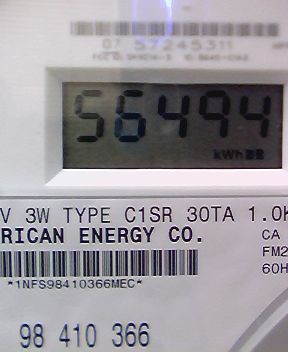 07 57245311
56494
kWh
V 3W TYPE C1SR 30TA 1.0K
RICAN ENERGY CO.
CA
FM2
*1NFS98410366MEC*
60H
98 410 366